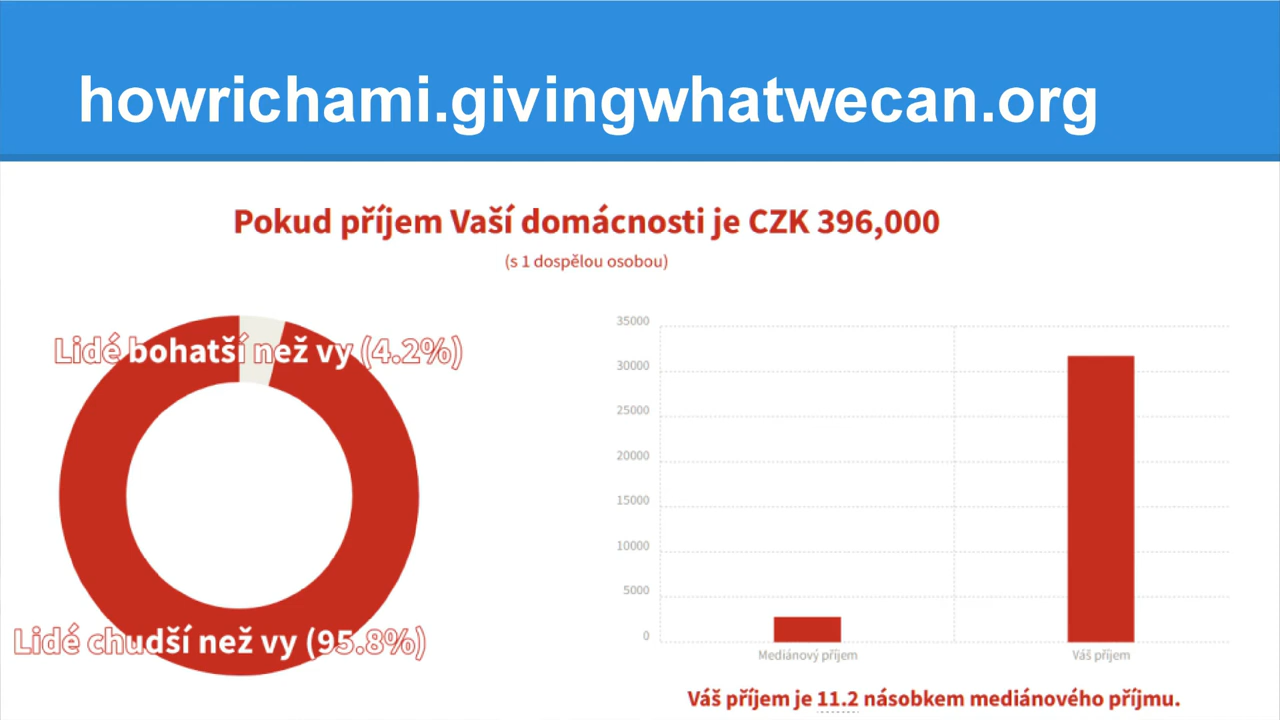 howrichami.givingwhatwecan.org
Pokud příjem Vaší domácnosti je CZK 396,000
(s 1 dospělou osobou)
Lidé bohatší než vy (4.2%)
Lidé chudší než vy (95.8%)
35000
30000
25000
20000
15000
10000
5000
0
Mediánový příjem
Váš příjem
Váš příjem je 11.2 násobkem mediánového příjmu.